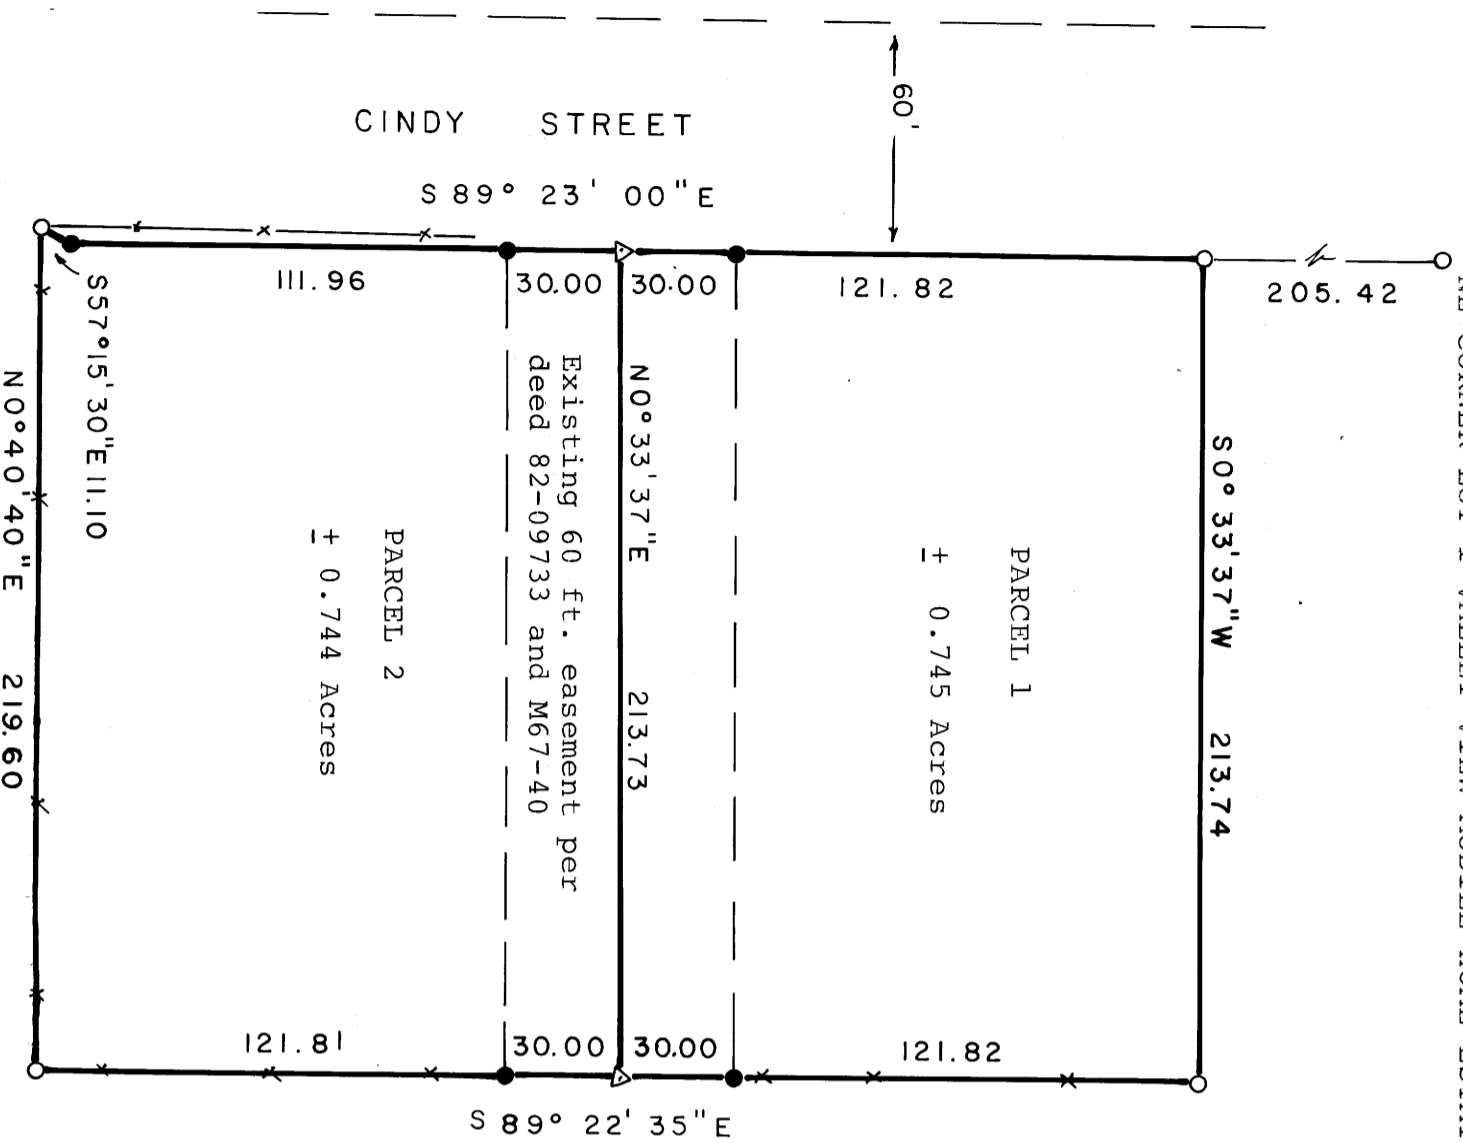 60'
CINDY STREET
S 89° 23' 00"E
111.96
30.00
30.00
121.82
205.42
S57°15'30"E 11.10
N0°40'40"E 219.60
PARCEL 2
± 0.744 Acres
Existing 60 ft. easement per
deed 82-09733 and M67-40
N0°33'37"E 213.73
PARCEL 1
± 0.745 Acres
S0°33'37"W 213.74
121.81
30.00
30.00
121.82
S 89° 22' 35"E